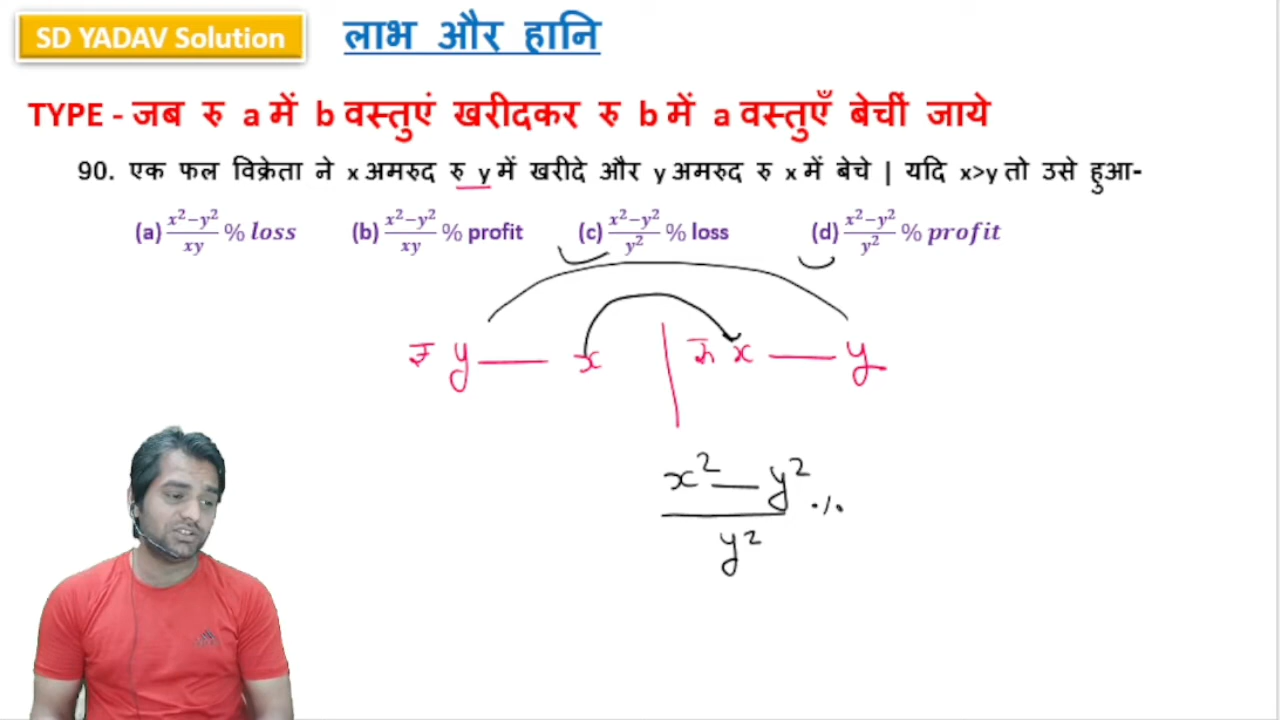 SD YADAV Solution
लाभ और हानि
TYPE - जब रु a में b वस्तुएं खरीदकर रु b में a वस्तुएँ बेचीं जाये
90. एक फल विक्रेता ने x अमरुद रु y में खरीदे और y अमरुद रु x में बेचे | यदि x>y तो उसे हुआ-
(a) x²−y²/xy % loss (b) x²−y²/xy % profit (c) x²−y²/y² % loss (d) x²−y²/y² % profit
रु y — x | रु x — y
x² — y²
y² %